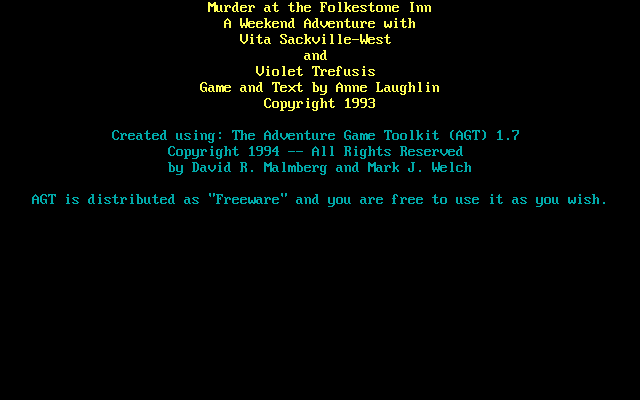 Murder at the Folkestone Inn
A Weekend Adventure with
Vita Sackville-West
and
Violet Trefusis
Game and Text by Anne Laughlin
Copyright 1993
Created using: The Adventure Game Toolkit (AGT) 1.7
Copyright 1994 -- All Rights Reserved
by David R. Malmberg and Mark J. Welch
AGT is distributed as "Freeware" and you are free to use it as you wish.